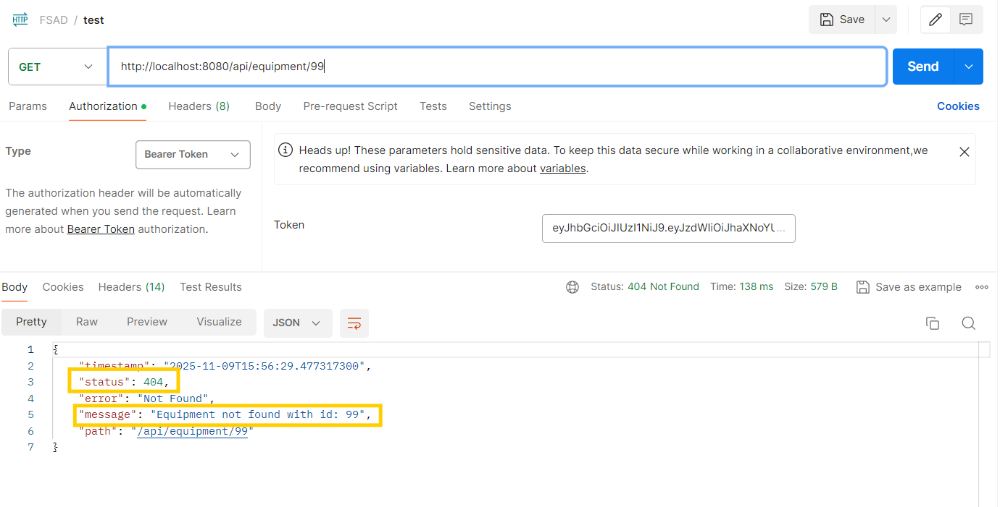 HTTP FSAD / test Save
GET http://localhost:8080/api/equipment/99 Send
Params Authorization Headers (8) Body Pre-request Script Tests Settings Cookies
Type Bearer Token
The authorization header will be automatically
generated when you send the request. Learn
more about Bearer Token authorization.
Heads up! These parameters hold sensitive data. To keep this data secure while working in a collaborative environment,we
recommend using variables. Learn more about variables.
Token eyJhbGciOiJIUzI1NiJ9.eyJzdWIiOiJhaXNoYU...
Body Cookies Headers (14) Test Results Status: 404 Not Found Time: 138 ms Size: 579 B Save as example
Pretty Raw Preview Visualize JSON
1 {
2 "timestamp": "2025-11-09T15:56:29.477317300",
3 "status": 404,
4 "error": "Not Found",
5 "message": "Equipment not found with id: 99",
6 "path": "/api/equipment/99"
7 }